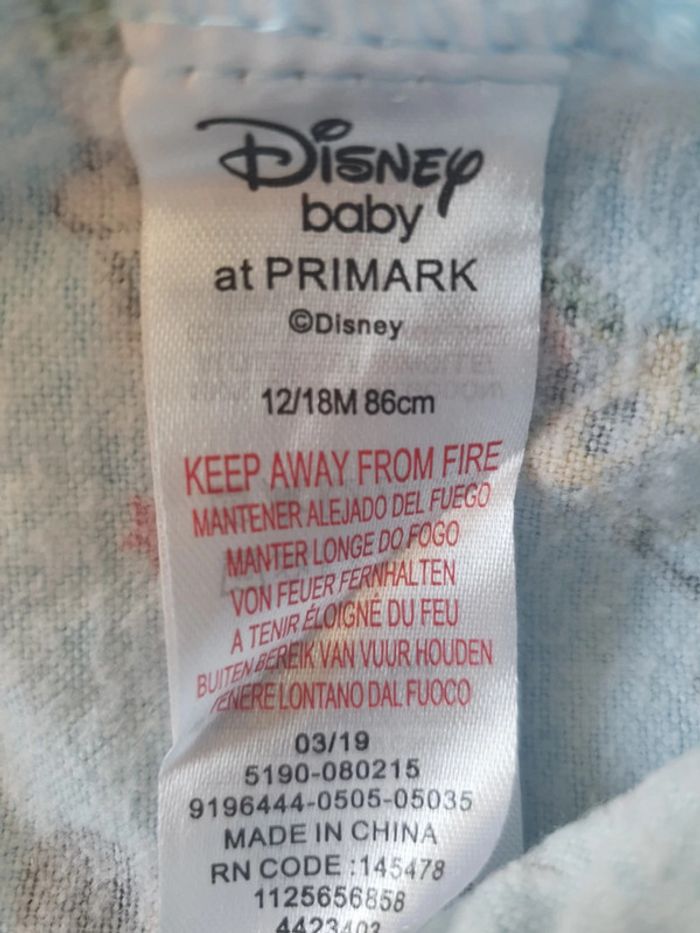 Disney
baby
at PRIMARK
©Disney
12/18M 86cm
KEEP AWAY FROM FIRE
MANTENER ALEJADO DEL FUEGO
MANTER LONGE DO FOGO
VON FEUER FERNHALTEN
A TENIR ÉLOIGNÉ DU FEU
BUITEN BEREIK VAN VUUR HOUDEN
TENERE LONTANO DAL FUOCO
03/19
5190-080215
9196444-0505-05035
MADE IN CHINA
RN CODE :145478
1125656858
4423402